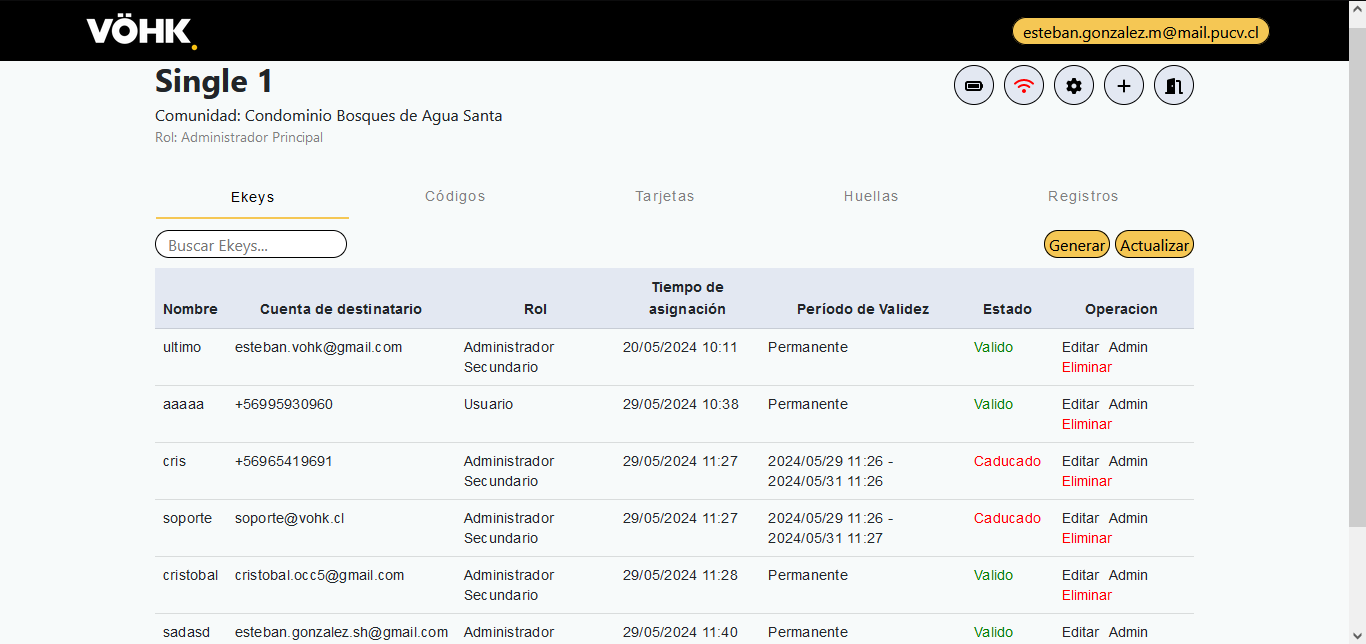 VÖHK.
esteban.gonzalez.m@mail.pucv.cl
Single 1
Comunidad: Condominio Bosques de Agua Santa
Rol: Administrador Principal
Ekeys Códigos Tarjetas Huellas Registros
Buscar Ekeys... Generar Actualizar
Nombre Cuenta de destinatario Rol Tiempo de asignación Período de Validez Estado Operacion
ultimo esteban.vohk@gmail.com Administrador 20/05/2024 10:11 Permanente Valido Editar Admin
Secundario Eliminar
aaaaa +56995930960 Usuario 29/05/2024 10:38 Permanente Valido Editar Admin
Eliminar
cris +56965419691 Administrador 29/05/2024 11:27 2024/05/29 11:26 - Caducado Editar Admin
Secundario 2024/05/31 11:26 Eliminar
soporte soporte@vohk.cl Administrador 29/05/2024 11:27 2024/05/29 11:26 - Caducado Editar Admin
Secundario 2024/05/31 11:27 Eliminar
cristobal cristobal.occ5@gmail.com Administrador 29/05/2024 11:28 Permanente Valido Editar Admin
Secundario Eliminar
sadasd esteban.gonzalez.sh@gmail.com Administrador 29/05/2024 11:40 Permanente Valido Editar Admin